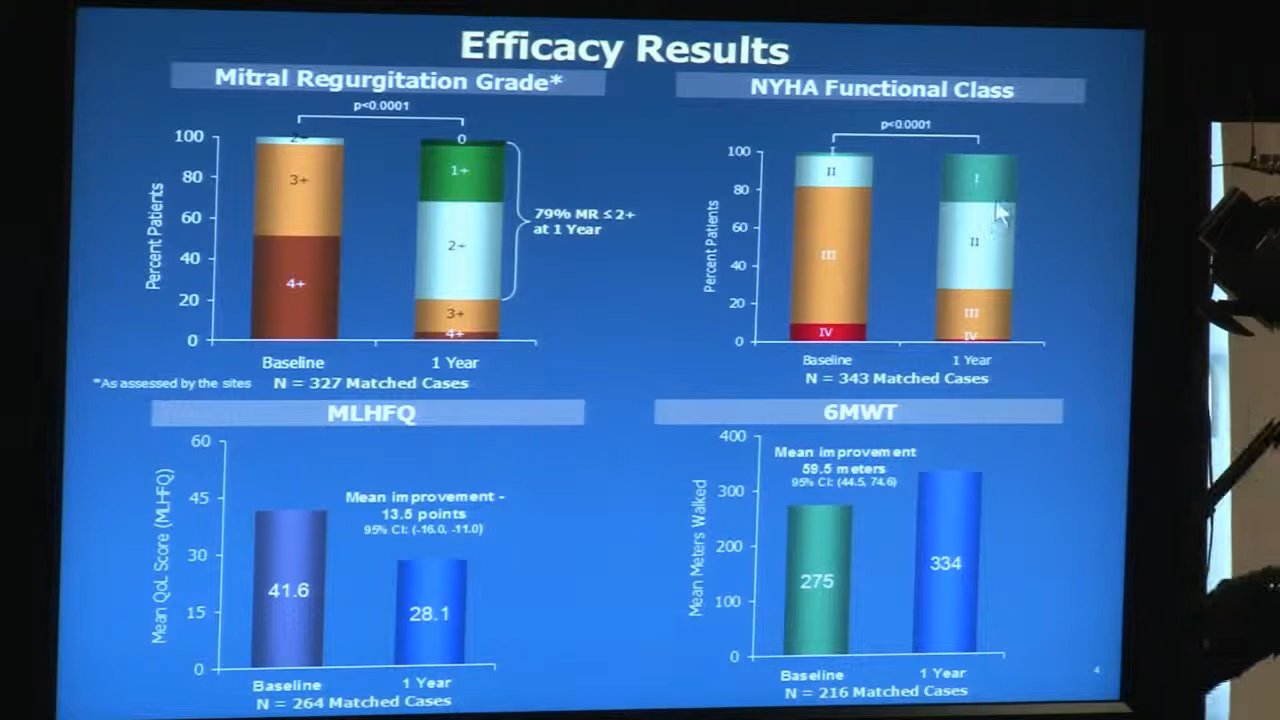 Efficacy Results
Mitral Regurgitation Grade*
p<0.0001
100
80
60
40
20
0
Percent Patients
2+
3+
4+
0
1+
2+
3+
4+
79% MR ≤2+
at 1 Year
Baseline
1 Year
*As assessed by the sites
N = 327 Matched Cases
NYHA Functional Class
p<0.0001
100
80
60
40
20
0
Percent Patients
I
II
III
IV
I
II
III
IV
Baseline
1 Year
N = 343 Matched Cases
MLHFQ
60
45
30
15
0
Mean QoL Score (MLHFQ)
Mean improvement -
13.5 points
95% CI: (-16.0, -11.0)
41.6
28.1
Baseline
1 Year
N = 264 Matched Cases
6MWT
400
300
200
100
0
Mean Meters Walked
Mean improvement
59.5 meters
95% CI: (44.5, 74.6)
275
334
Baseline
1 Year
N = 216 Matched Cases
4